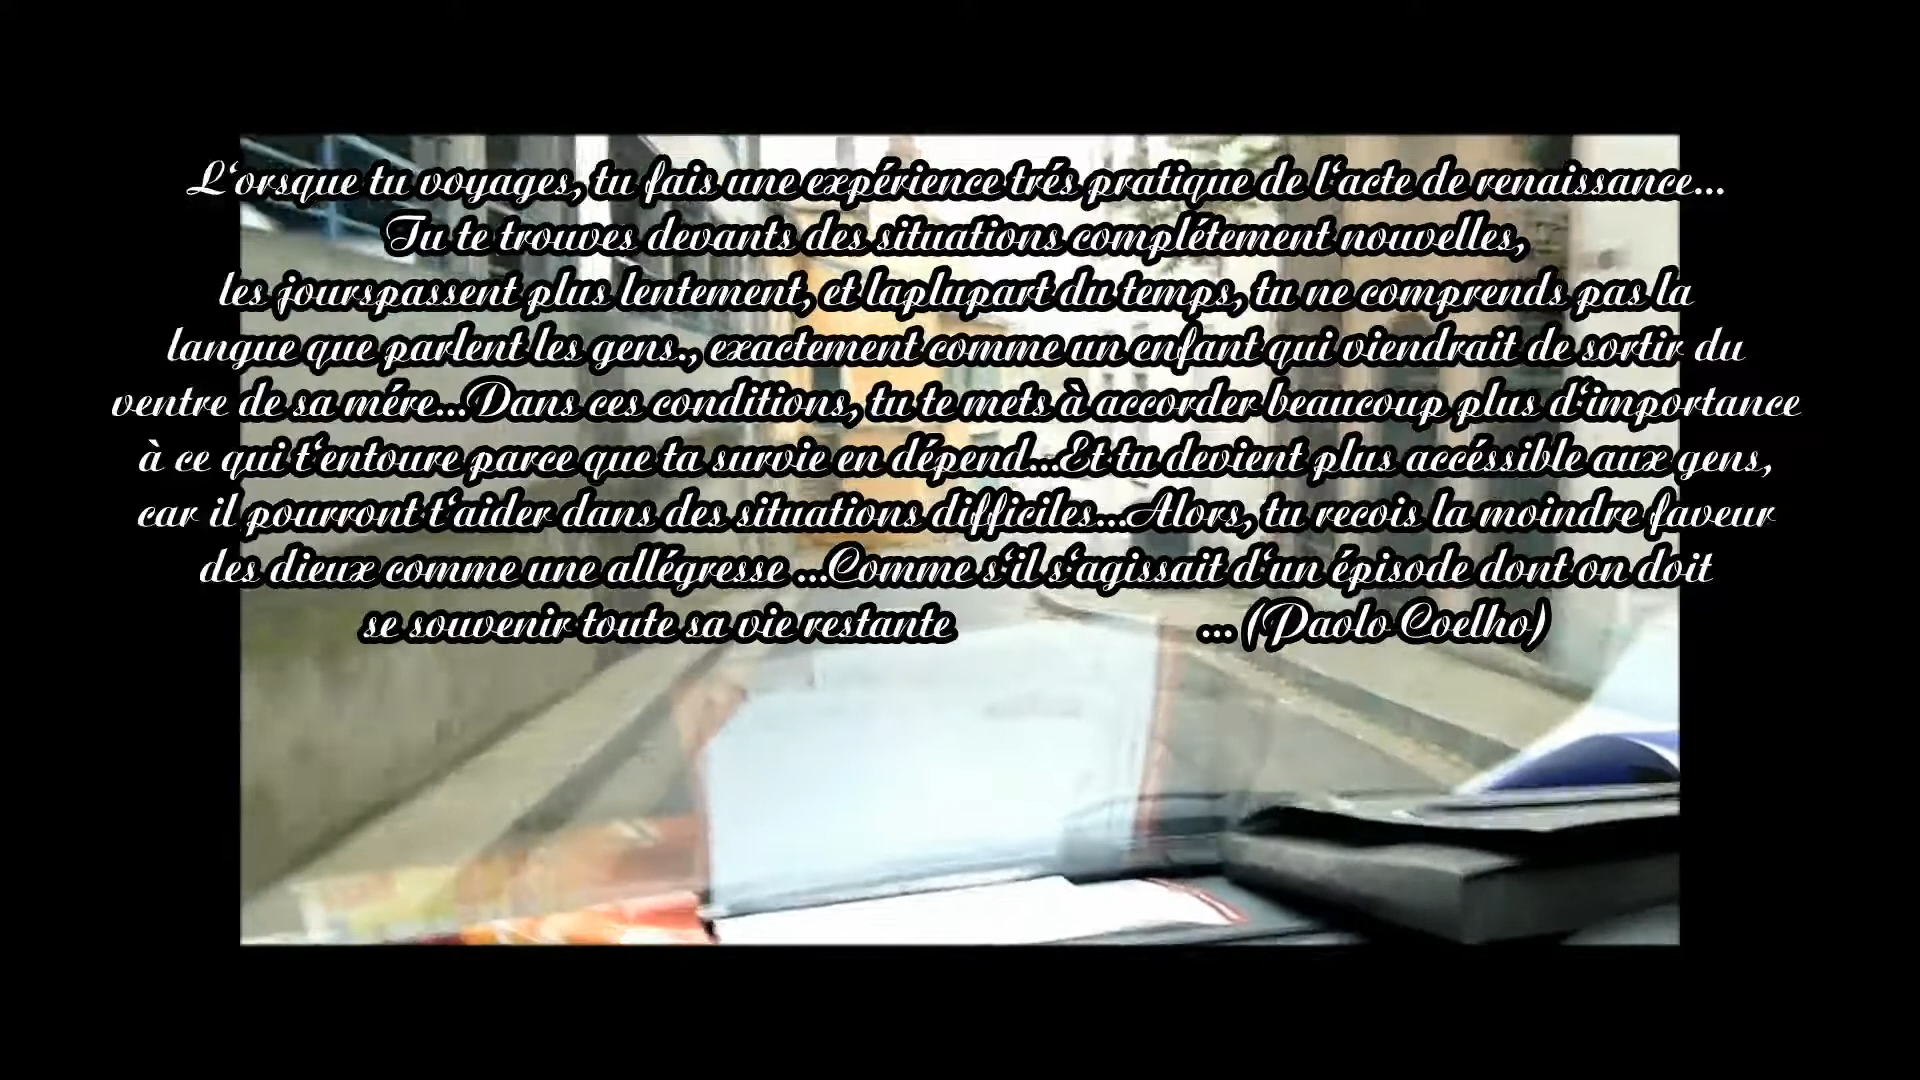 L'orsque tu voyages, tu fais une expérience trés pratique de l'acte de renaissance...
Tu te trouves devants des situations complétement nouvelles,
les jourspassent plus lentement, et laplupart du temps, tu ne comprends pas la
langue que parlent les gens., exactement comme un enfant qui viendrait de sortir du
ventre de sa mére...Dans ces conditions, tu te mets à accorder beaucoup plus d'importance
à ce qui t'entoure parce que ta survie en dépend...Et tu devient plus accéssible aux gens,
car il pourront t'aider dans des situations difficiles...Alors, tu recois la moindre faveur
des dieux comme une allégresse ...Comme s'il s'agissait d'un épisode dont on doit
se souvenir toute sa vie restante ... (Paolo Coelho)